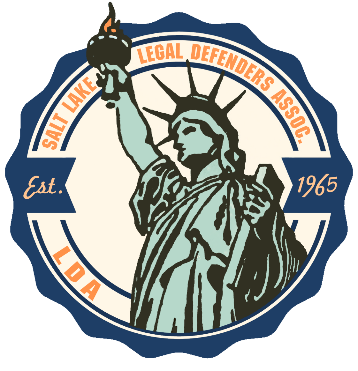 SALT LAKE LEGAL DEFENDERS ASSOC.
Est. 1965
LDA